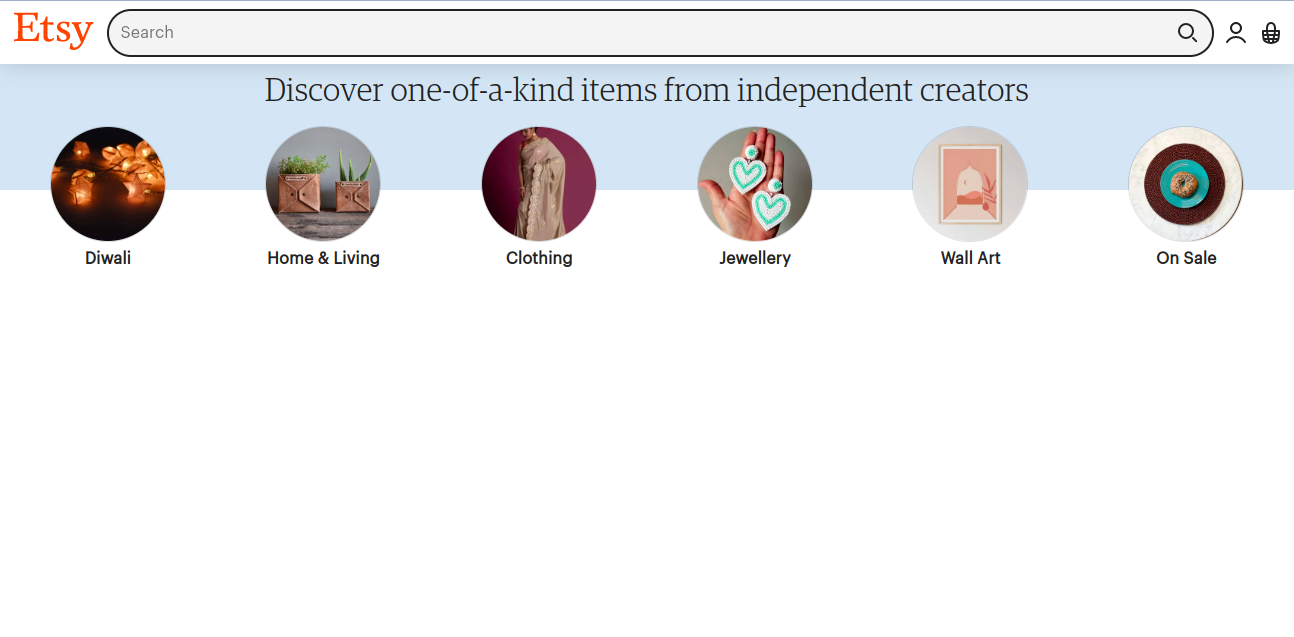 Etsy
Search
Discover one-of-a-kind items from independent creators
Diwali
Home & Living
Clothing
Jewellery
Wall Art
On Sale